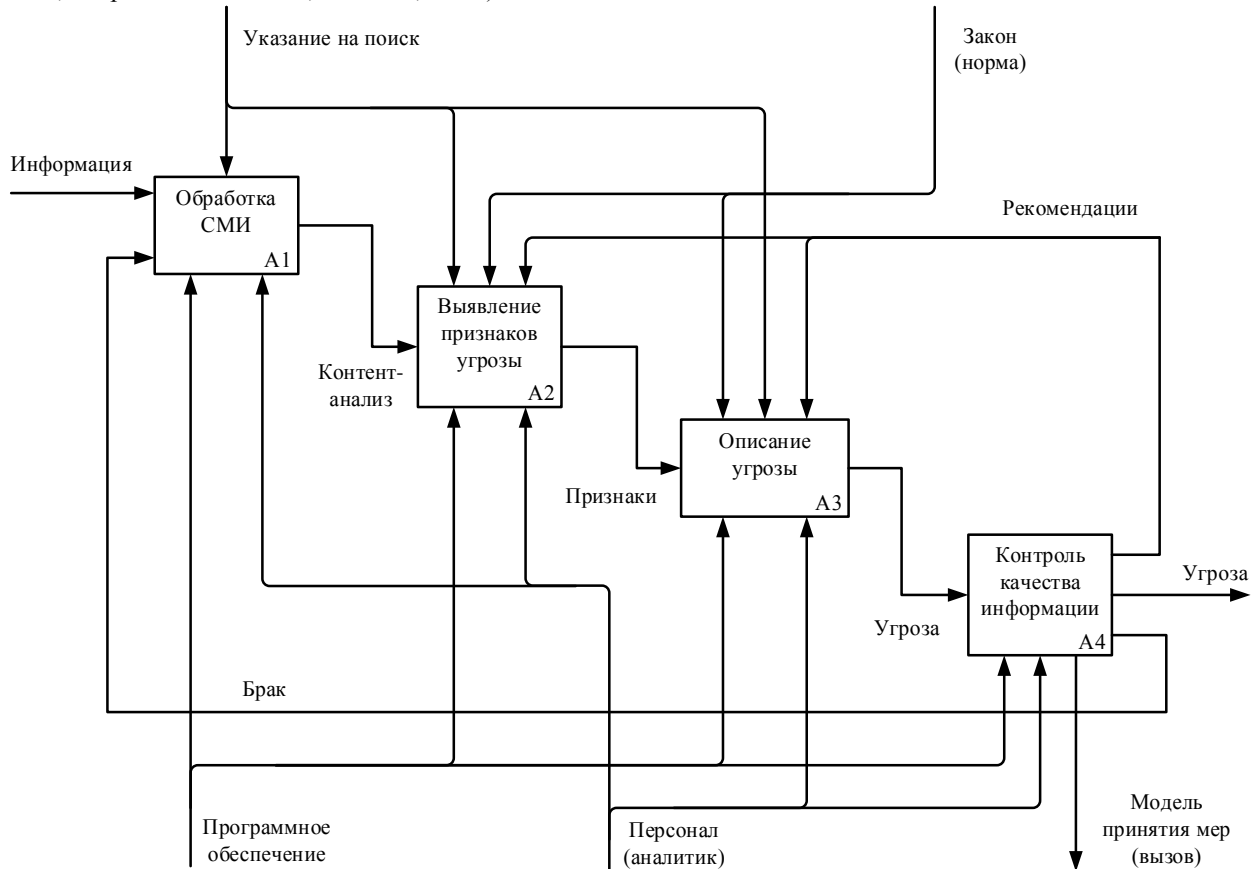 Указание на поиск
Закон
(норма)
Информация
Обработка
СМИ
А1
Рекомендации
Выявление
признаков
угрозы
А2
Контент-
анализ
Описание
угрозы
А3
Признаки
Контроль
качества
информации
А4
Угроза
Угроза
Брак
Программное
обеспечение
Персонал
(аналитик)
Модель
принятия мер
(вызов)